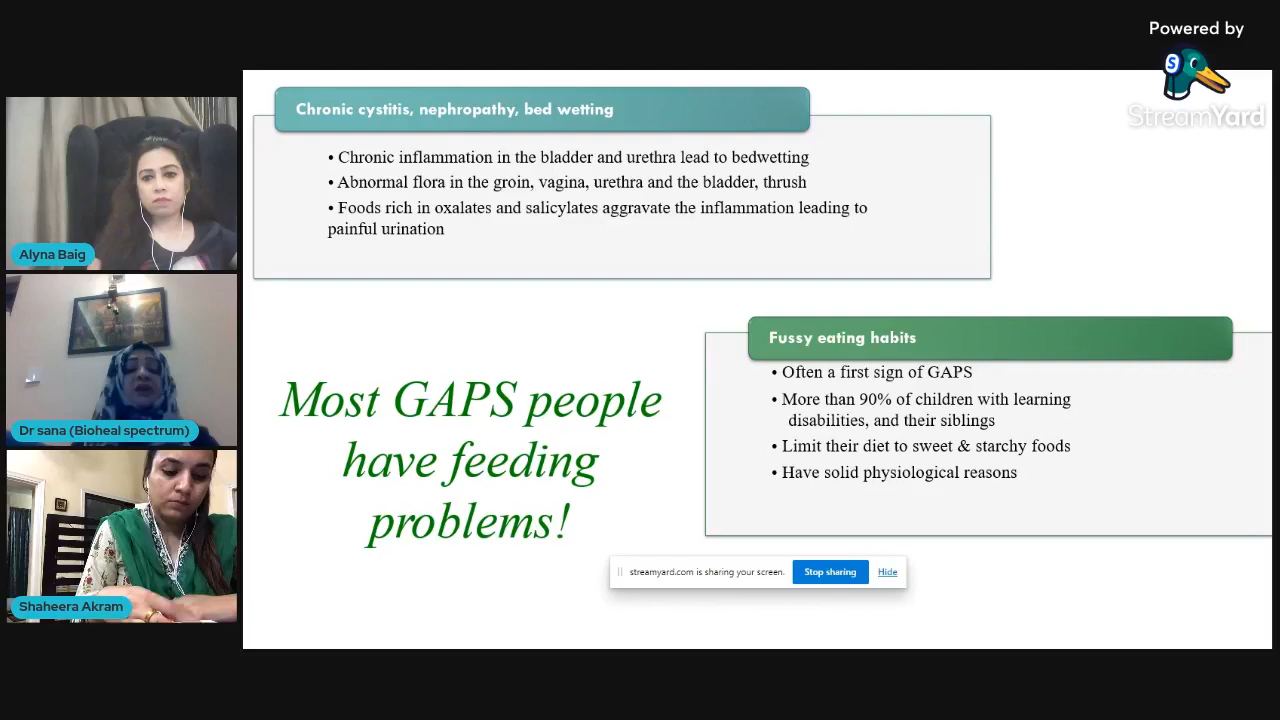 Powered by
StreamYard
Chronic cystitis, nephropathy, bed wetting
• Chronic inflammation in the bladder and urethra lead to bedwetting
• Abnormal flora in the groin, vagina, urethra and the bladder, thrush
• Foods rich in oxalates and salicylates aggravate the inflammation leading to
painful urination
Alyna Baig
Fussy eating habits
• Often a first sign of GAPS
• More than 90% of children with learning
disabilities, and their siblings
• Limit their diet to sweet & starchy foods
• Have solid physiological reasons
Most GAPS people
have feeding
problems!
Dr sana (Bioheal spectrum)
streamyard.com is sharing your screen.
Stop sharing
Hide
Shaheera Akram